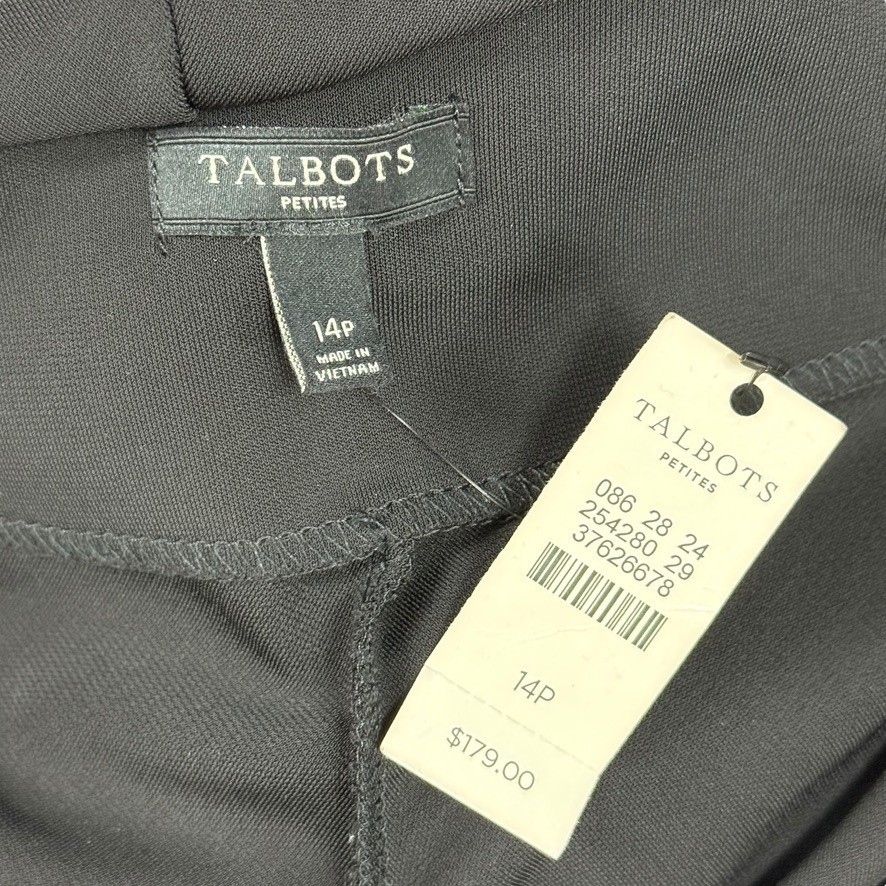 TALBOTS
PETITES
14P
MADE IN
VIETNAM
TALBOTS
PETITES
086 28 24
254280 29
37626678
14P
$179.00